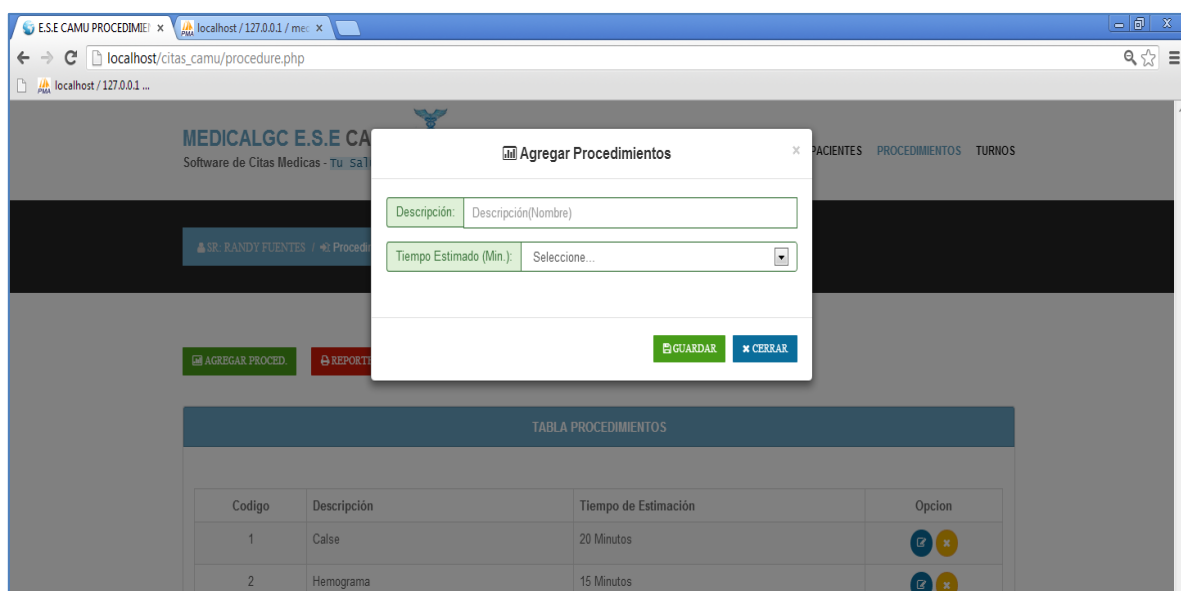 E.S.E CAMU PROCEDIMIE
localhost / 127.0.0.1 / me
localhost/citas_camu/procedure.php
localhost / 127.0.0.1 ...
MEDICALGC E.S.E CA
Software de Citas Medicas - Tu Sal
PACIENTES PROCEDIMIENTOS TURNOS
Agregar Procedimientos
Descripción: Descripción(Nombre)
Tiempo Estimado (Min.): Seleccione...
GUARDAR CERRAR
SR: RANDY FUENTES / Procedi
AGREGAR PROCED. REPORTE
TABLA PROCEDIMIENTOS
Codigo Descripción Tiempo de Estimación Opcion
1 Calse 20 Minutos
2 Hemograma 15 Minutos